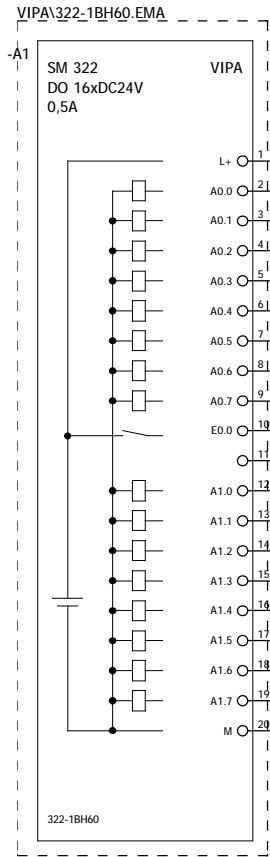 VIPA\322-1BH60.EMA
-A1
SM 322 VIPA
DO 16xDC24V
0,5A
L+ 1
A0.0 2
A0.1 3
A0.2 4
A0.3 5
A0.4 6
A0.5 7
A0.6 8
A0.7 9
E0.0 10
11
A1.0 12
A1.1 13
A1.2 14
A1.3 15
A1.4 16
A1.5 17
A1.6 18
A1.7 19
M 20
322-1BH60